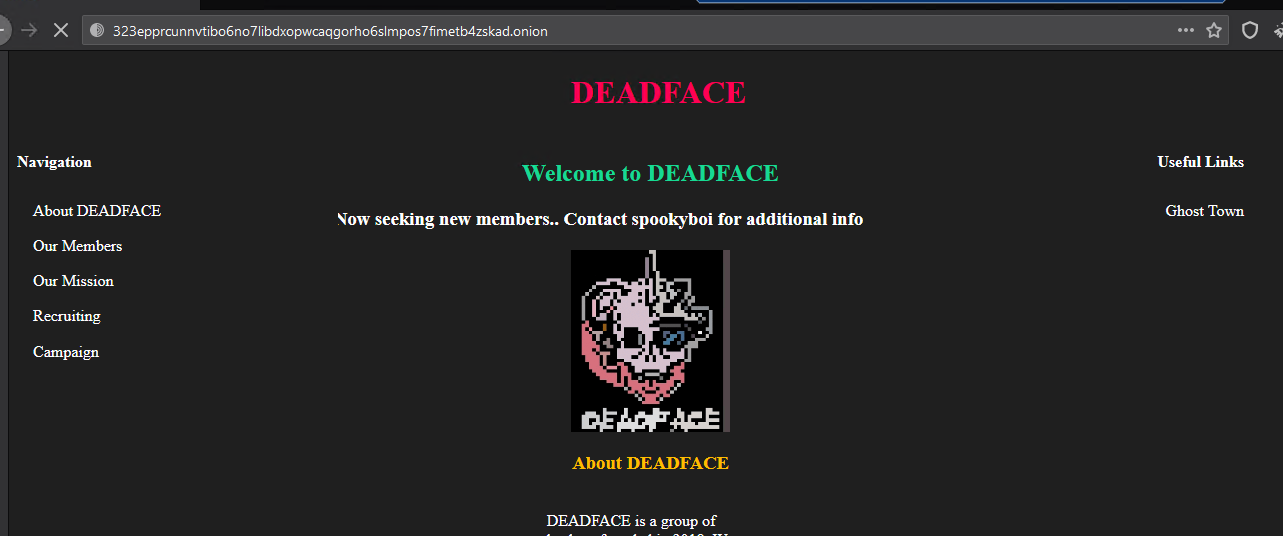 323epprcunnvtibo6no7libdxopwcaqgorho6slmpos7fimetb4zskad.onion
DEADFACE
Navigation
About DEADFACE
Our Members
Our Mission
Recruiting
Campaign
Welcome to DEADFACE
Now seeking new members.. Contact spookyboi for additional info
DEADFACE
About DEADFACE
DEADFACE is a group of
Useful Links
Ghost Town